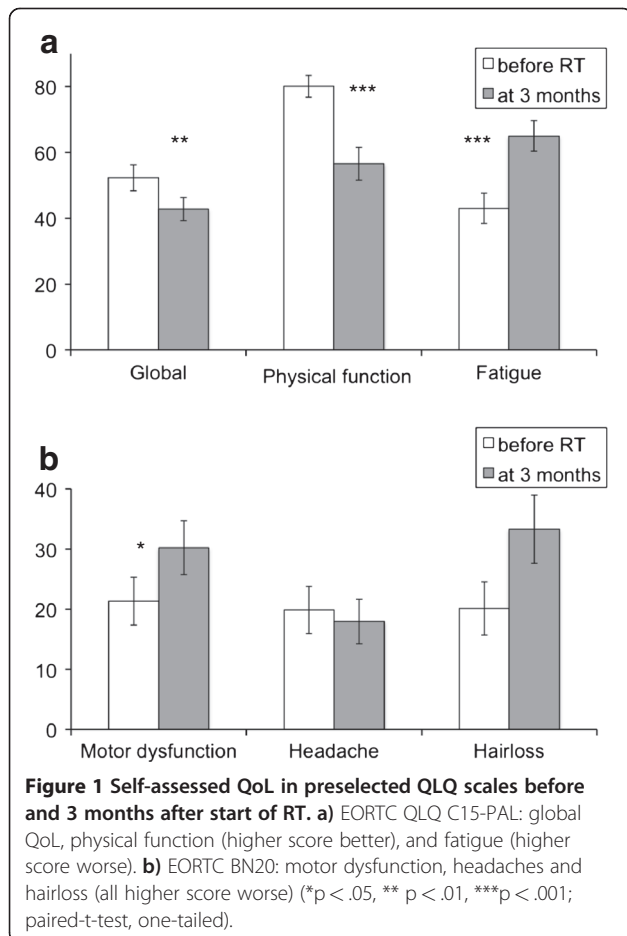 a
before RT
at 3 months
80
60
40
20
0
**
***
***
Global Physical function Fatigue
b
before RT
at 3 months
40
30
20
10
0
*
Motor dysfunction Headache Hairloss
Figure 1 Self-assessed QoL in preselected QLQ scales before
and 3 months after start of RT. a) EORTC QLQ C15-PAL: global
QoL, physical function (higher score better), and fatigue (higher
score worse). b) EORTC BN20: motor dysfunction, headaches and
hairloss (all higher score worse) (*p < .05, ** p < .01, ***p < .001;
paired-t-test, one-tailed).